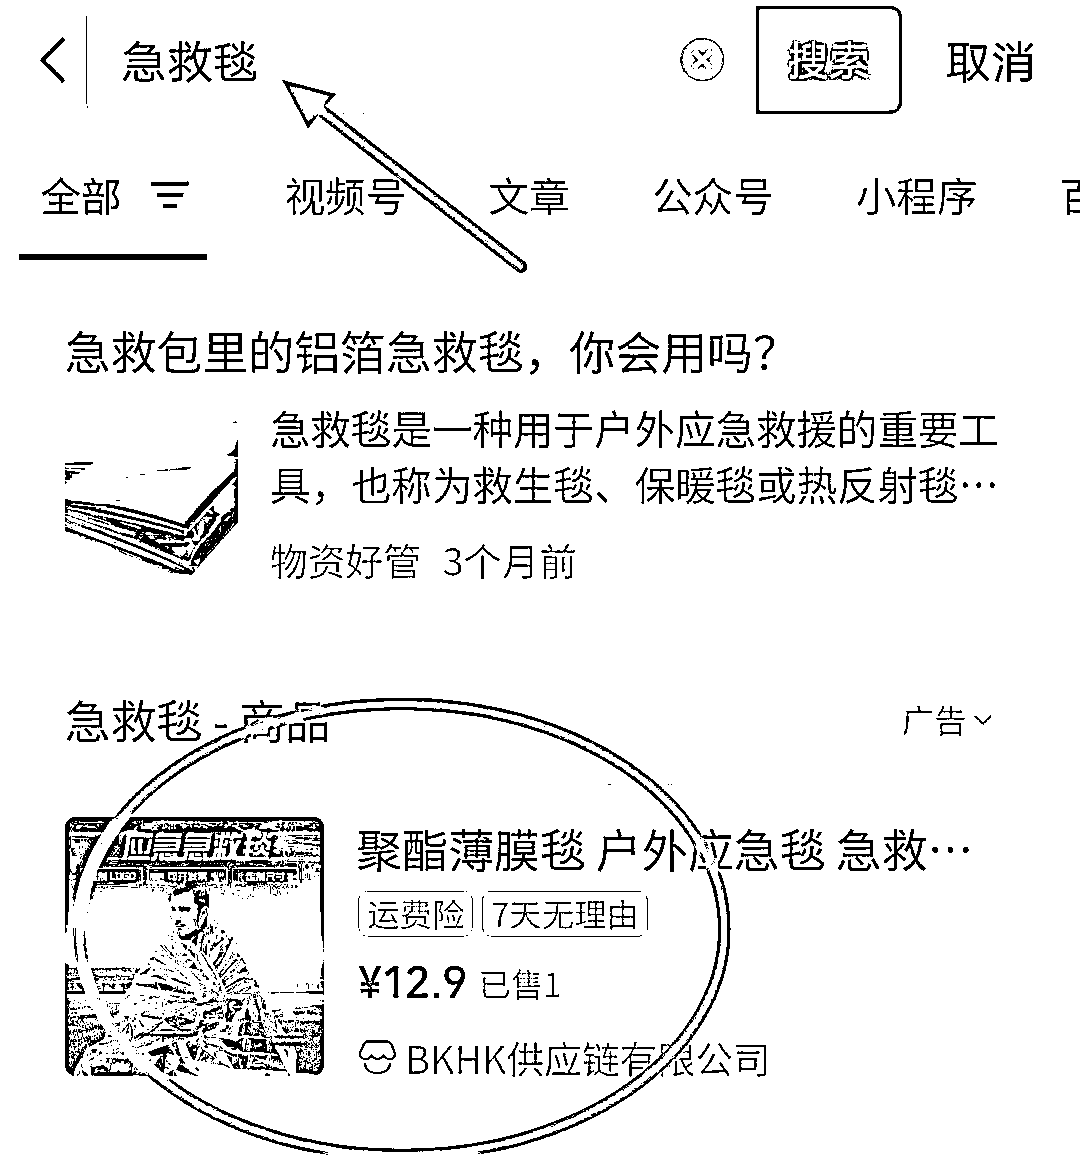 急救毯
搜索
取消
全部
视频号
文章
公众号
小程序
百
急救包里的铝箔急救毯，你会用吗？
急救毯是一种用于户外应急救援的重要工
具，也称为救生毯、保暖毯或热反射毯…
物资好管 3个月前
急救毯 - 商品
广告
应急急救毯
聚酯薄膜毯 户外应急毯 急救…
运费险 7天无理由
¥12.9 已售1
BKHK供应链有限公司